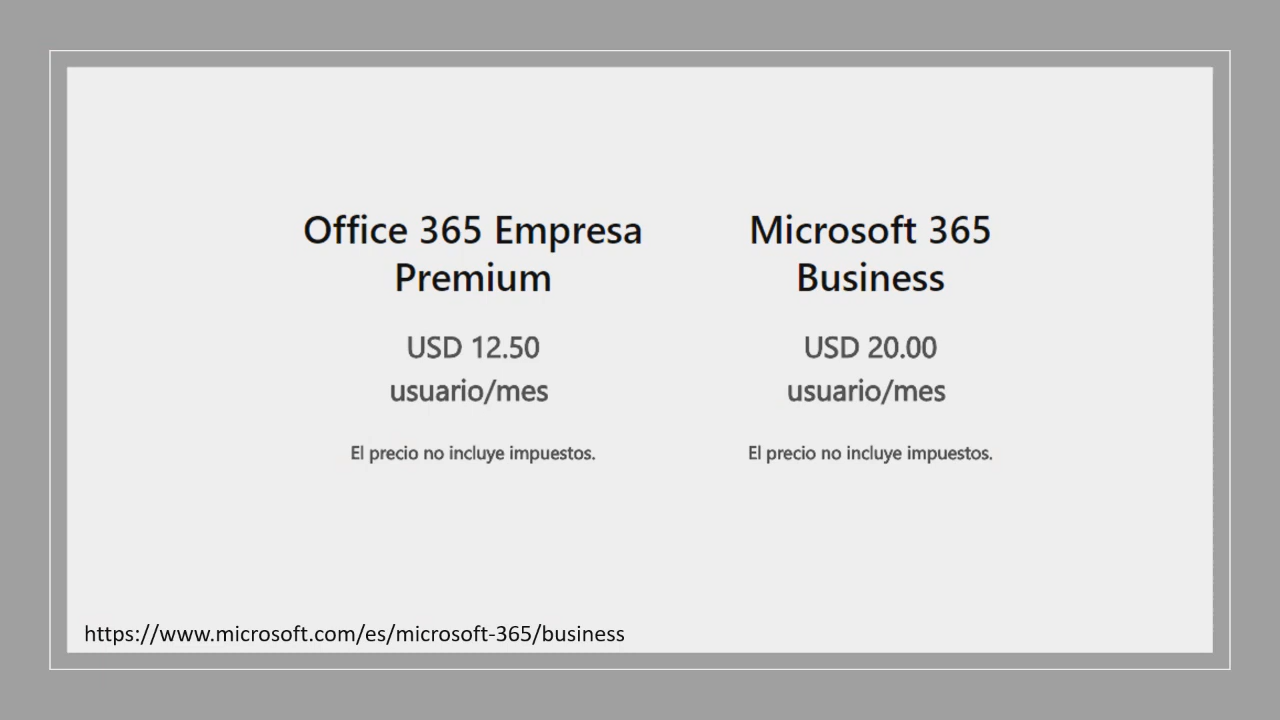 Office 365 Empresa
Premium
USD 12.50
usuario/mes
El precio no incluye impuestos.
Microsoft 365
Business
USD 20.00
usuario/mes
El precio no incluye impuestos.
https://www.microsoft.com/es/microsoft-365/business